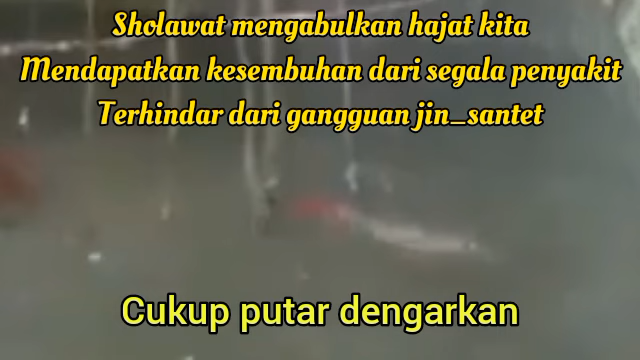 Sholawat mengabulkan hajat kita
Mendapatkan kesembuhan dari segala penyakit
Terhindar dari gangguan jin_santet
Cukup putar dengarkan